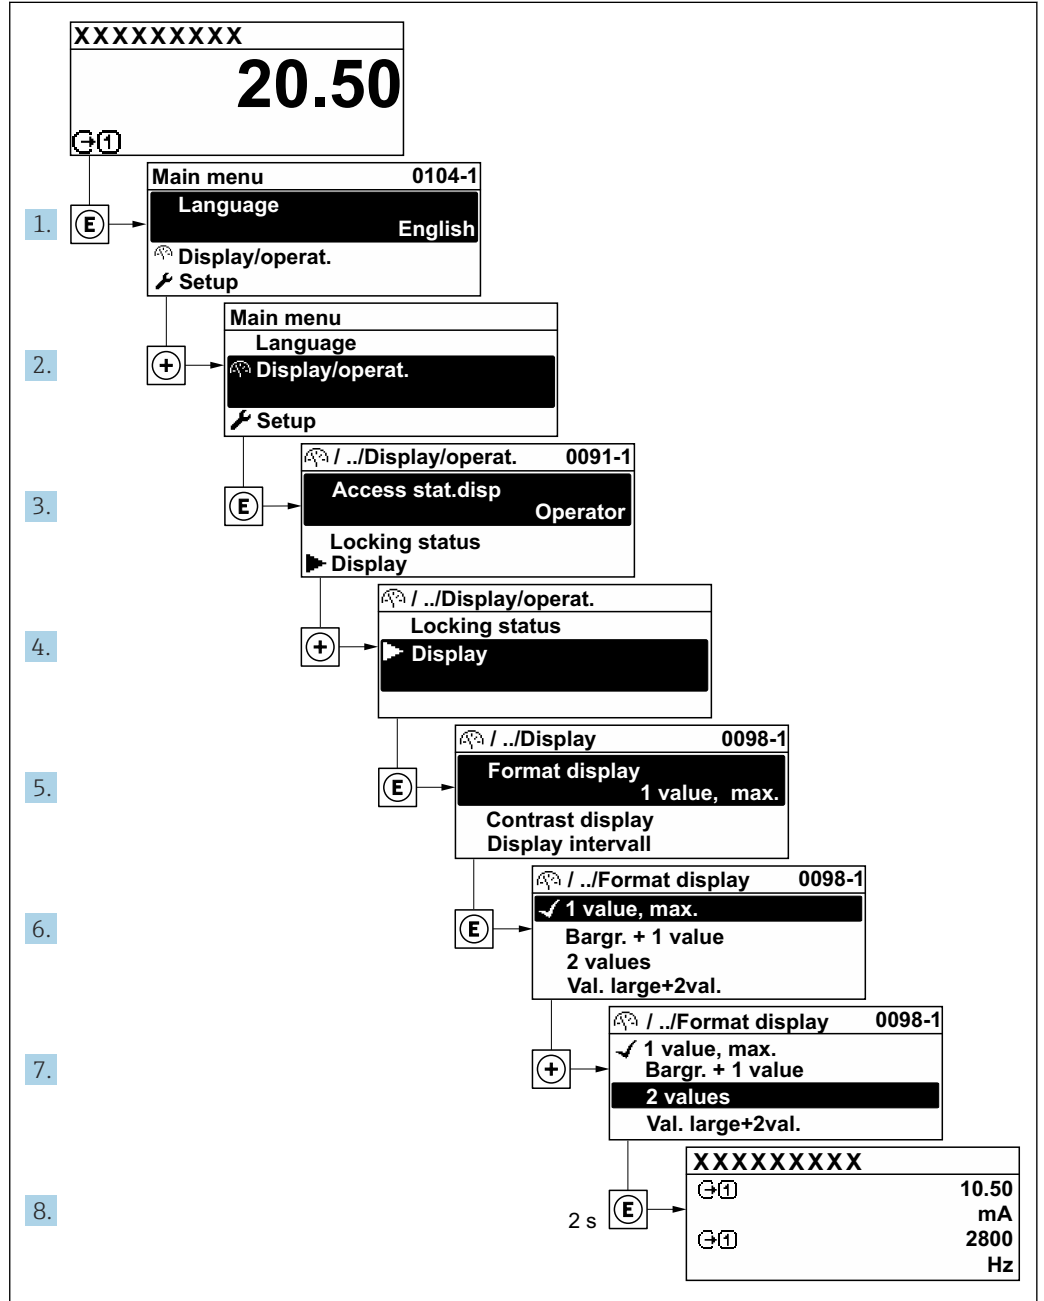 XXXXXXXXX
20.50
1
Main menu 0104-1
1. E Language
English
Display/operat.
Setup
Main menu
Language
2. + Display/operat.
Setup
/ ../Display/operat. 0091-1
3. E Access stat.disp
Operator
Locking status
Display
/ ../Display/operat.
Locking status
4. + Display
/ ../Display 0098-1
5. E Format display
1 value, max.
Contrast display
Display intervall
/ ../Format display 0098-1
6. E 1 value, max.
Bargr. + 1 value
2 values
Val. large+2val.
/ ../Format display 0098-1
7. + 1 value, max.
Bargr. + 1 value
2 values
Val. large+2val.
XXXXXXXXX
1 10.50
8. 2 s E mA
1 2800
Hz